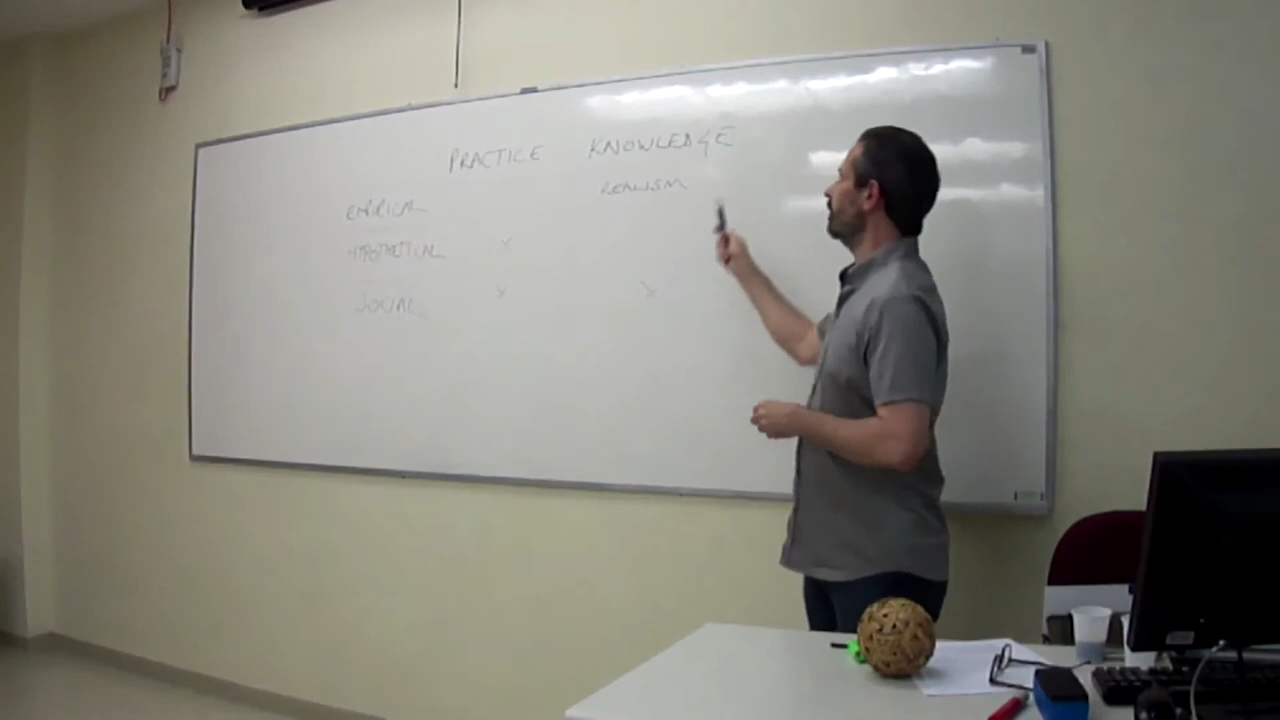 PRACTICE KNOWLEDGE
REALISM
EMPIRICAL
HYPOTHETICAL X
SOCIAL X X